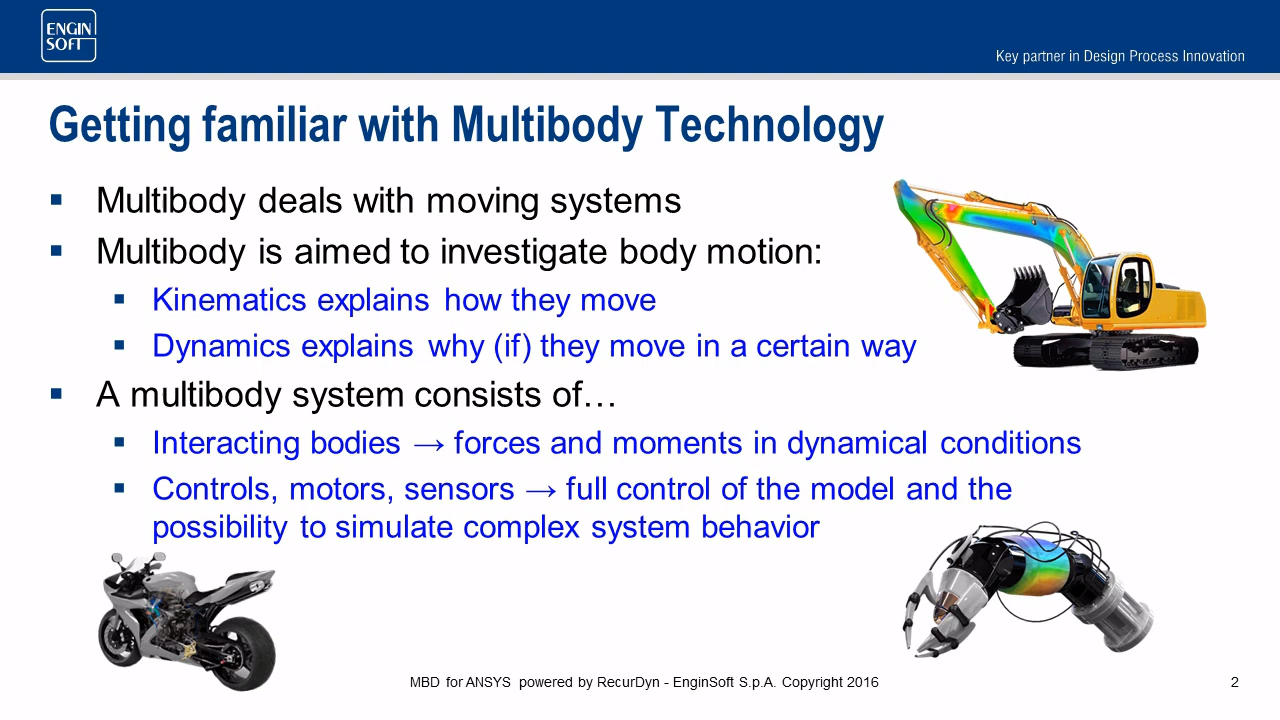 ENGIN
SOFT
Key partner in Design Process Innovation
Getting familiar with Multibody Technology
Multibody deals with moving systems
Multibody is aimed to investigate body motion:
Kinematics explains how they move
Dynamics explains why (if) they move in a certain way
A multibody system consists of…
Interacting bodies → forces and moments in dynamical conditions
Controls, motors, sensors → full control of the model and the
possibility to simulate complex system behavior
MBD for ANSYS powered by RecurDyn - EnginSoft S.p.A. Copyright 2016
2